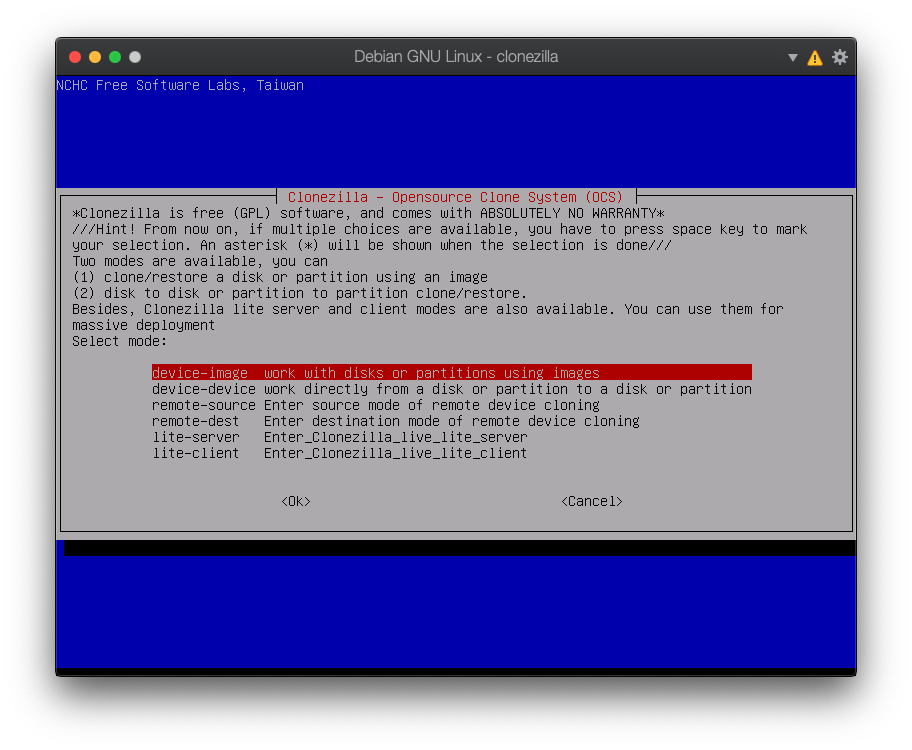 Debian GNU Linux - clonezilla
NCHC Free Software Labs, Taiwan
Clonezilla - Opensource Clone System (OCS)
*Clonezilla is free (GPL) software, and comes with ABSOLUTELY NO WARRANTY*
///Hint! From now on, if multiple choices are available, you have to press space key to mark
your selection. An asterisk (*) will be shown when the selection is done///
Two modes are available, you can
(1) clone/restore a disk or partition using an image
(2) disk to disk or partition to partition clone/restore.
Besides, Clonezilla lite server and client modes are also available. You can use them for
massive deployment
Select mode:
device-image work with disks or partitions using images
device-device work directly from a disk or partition to a disk or partition
remote-source Enter source mode of remote device cloning
remote-dest Enter destination mode of remote device cloning
lite-server Enter_Clonezilla_live_lite_server
lite-client Enter_Clonezilla_live_lite_client
<Ok> <Cancel>